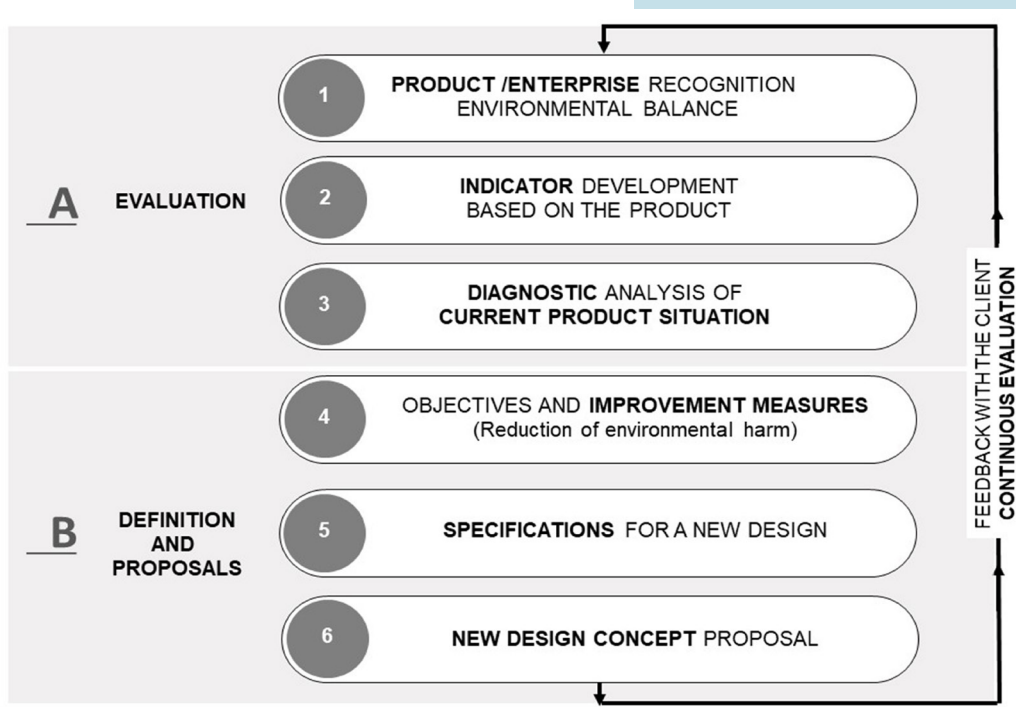 1
PRODUCT /ENTERPRISE RECOGNITION
ENVIRONMENTAL BALANCE
A
EVALUATION
2
INDICATOR DEVELOPMENT
BASED ON THE PRODUCT
3
DIAGNOSTIC ANALYSIS OF
CURRENT PRODUCT SITUATION
B
DEFINITION
AND
PROPOSALS
4
OBJECTIVES AND IMPROVEMENT MEASURES
(Reduction of environmental harm)
5
SPECIFICATIONS FOR A NEW DESIGN
6
NEW DESIGN CONCEPT PROPOSAL
FEEDBACK WITH THE CLIENT
CONTINUOUS EVALUATION